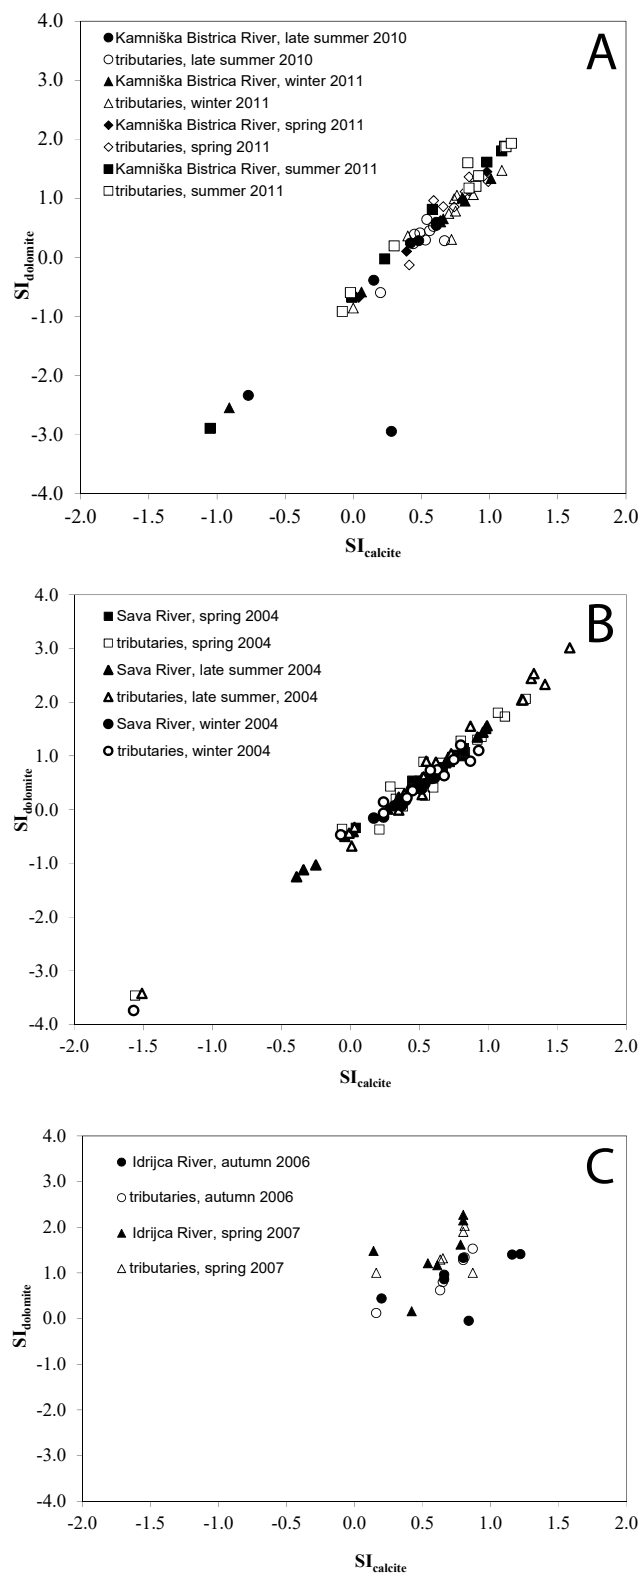 4.0
A
Kamniška Bistrica River, late summer 2010
tributaries, late summer 2010
3.0
Kamniška Bistrica River, winter 2011
tributaries, winter 2011
Kamniška Bistrica River, spring 2011
2.0
tributaries, spring 2011
Kamniška Bistrica River, summer 2011
tributaries, summer 2011
1.0
0.0
-1.0
-2.0
-3.0
-4.0
SIdolomite
-2.0 -1.5 -1.0 -0.5 0.0 0.5 1.0 1.5 2.0
SIcalcite
4.0
B
Sava River, spring 2004
tributaries, spring 2004
3.0
Sava River, late summer 2004
tributaries, late summer, 2004
2.0
Sava River, winter 2004
tributaries, winter 2004
1.0
0.0
-1.0
-2.0
-3.0
-4.0
SIdolomite
-2.0 -1.5 -1.0 -0.5 0.0 0.5 1.0 1.5 2.0
SIcalcite
4.0
C
Idrijca River, autumn 2006
3.0
tributaries, autumn 2006
2.0
Idrijca River, spring 2007
tributaries, spring 2007
1.0
0.0
-1.0
-2.0
-3.0
-4.0
SIdolomite
-2.0 -1.5 -1.0 -0.5 0.0 0.5 1.0 1.5 2.0
SIcalcite